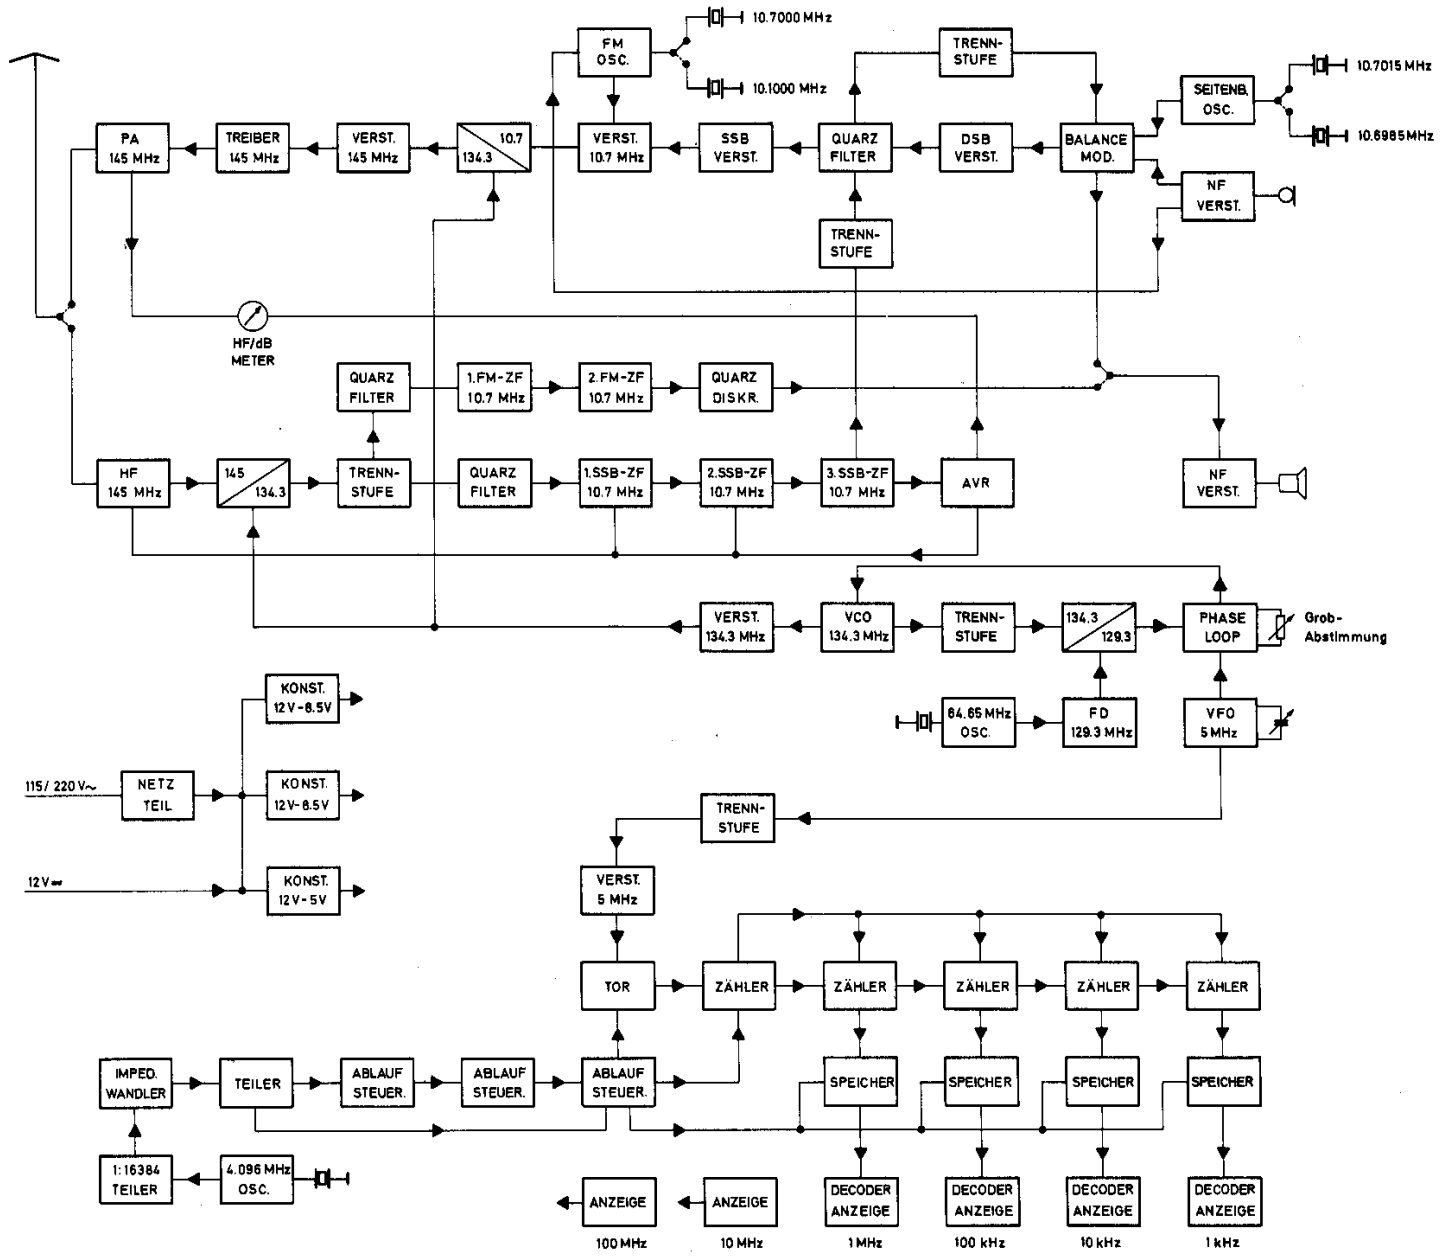 10.7000 MHz
FM
OSC.
10.1000 MHz
TRENN-
STUFE
10.7015 MHz
SEITENB.
OSC.
10.6985MHz
PA
145 MHz
TREIBER
145 MHz
VERST.
145 MHz
10.7
134.3
VERST.
10.7 MHz
SSB
VERST.
QUARZ
FILTER
DSB
VERST.
BALANCE
MOD.
NF
VERST.
TRENN-
STUFE
HF/dB
METER
QUARZ
FILTER
1.FM-ZF
10.7 MHz
2.FM-ZF
10.7 MHz
QUARZ
DISKR.
HF
145 MHz
145
134.3
TRENN-
STUFE
QUARZ
FILTER
1.SSB-ZF
10.7 MHz
2.SSB-ZF
10.7 MHz
3.SSB-ZF
10.7 MHz
AVR
NF
VERST.
VERST.
134.3 MHz
VCO
134.3 MHz
TRENN-
STUFE
134.3
129.3
PHASE
LOOP
Grob-
Abstimmung
KONST.
12V-8.5V
64.65 MHz
OSC.
FD
129.3 MHz
VFO
5 MHz
115/ 220 V~
NETZ
TEIL
KONST.
12V-8.5V
TRENN-
STUFE
12V
KONST.
12V-5V
VERST.
5 MHz
TOR
ZÄHLER
ZÄHLER
ZÄHLER
ZÄHLER
ZÄHLER
IMPED.
WANDLER
TEILER
ABLAUF
STEUER.
ABLAUF
STEUER.
ABLAUF
STEUER.
SPEICHER
SPEICHER
SPEICHER
SPEICHER
1:16384
TEILER
4.096 MHz
OSC.
ANZEIGE
ANZEIGE
DECODER
ANZEIGE
DECODER
ANZEIGE
DECODER
ANZEIGE
DECODER
ANZEIGE
100 MHz
10 MHz
1 MHz
100 kHz
10 kHz
1 kHz